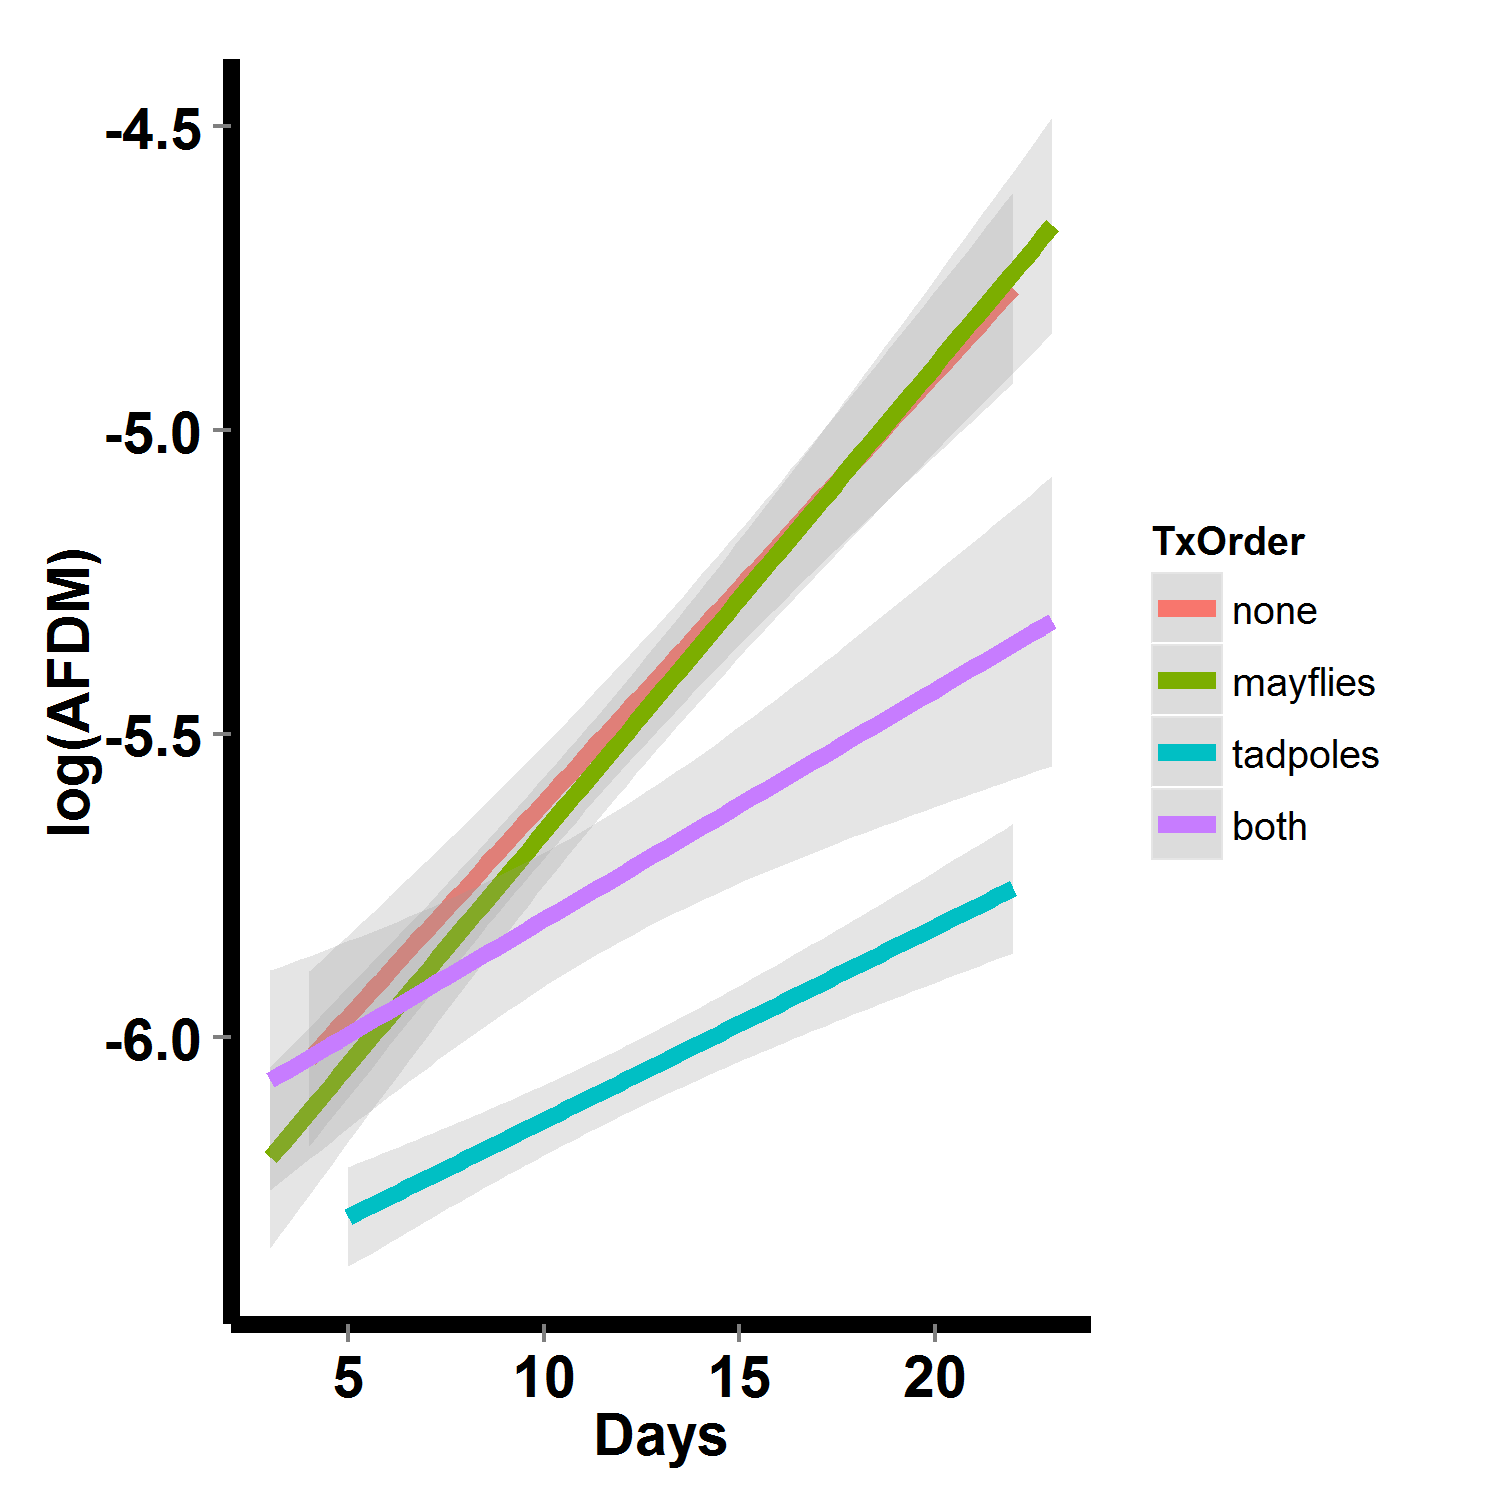 log(AFDM)
-4.5
-5.0
-5.5
-6.0
5 10 15 20
Days
TxOrder
none
mayflies
tadpoles
both